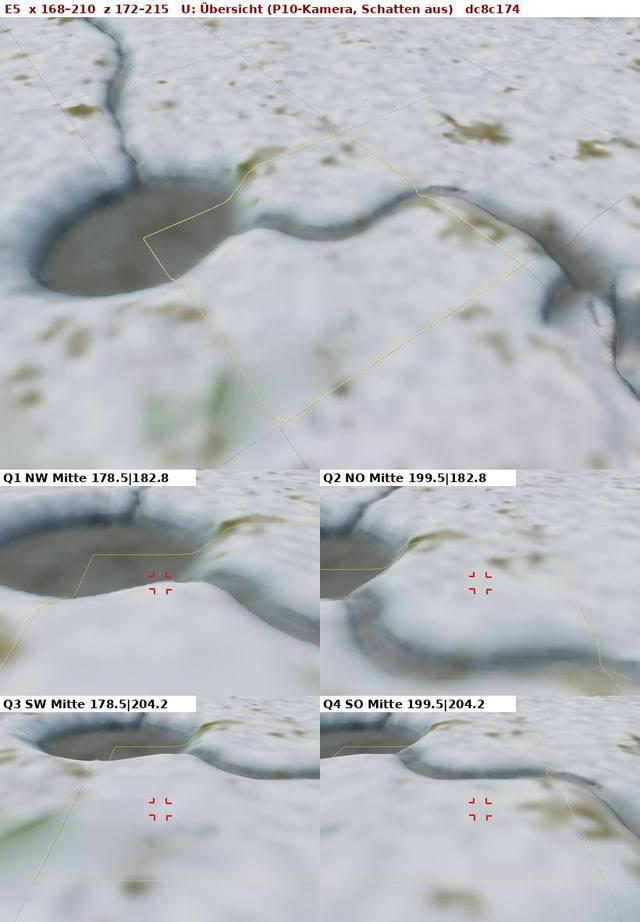 E5 x 168–210 z 172–215 U: Übersicht (P10-Kamera, Schatten aus) dc8c174
Q1 NW Mitte 178.5|182.8
Q2 NO Mitte 199.5|182.8
Q3 SW Mitte 178.5|204.2
Q4 SO Mitte 199.5|204.2